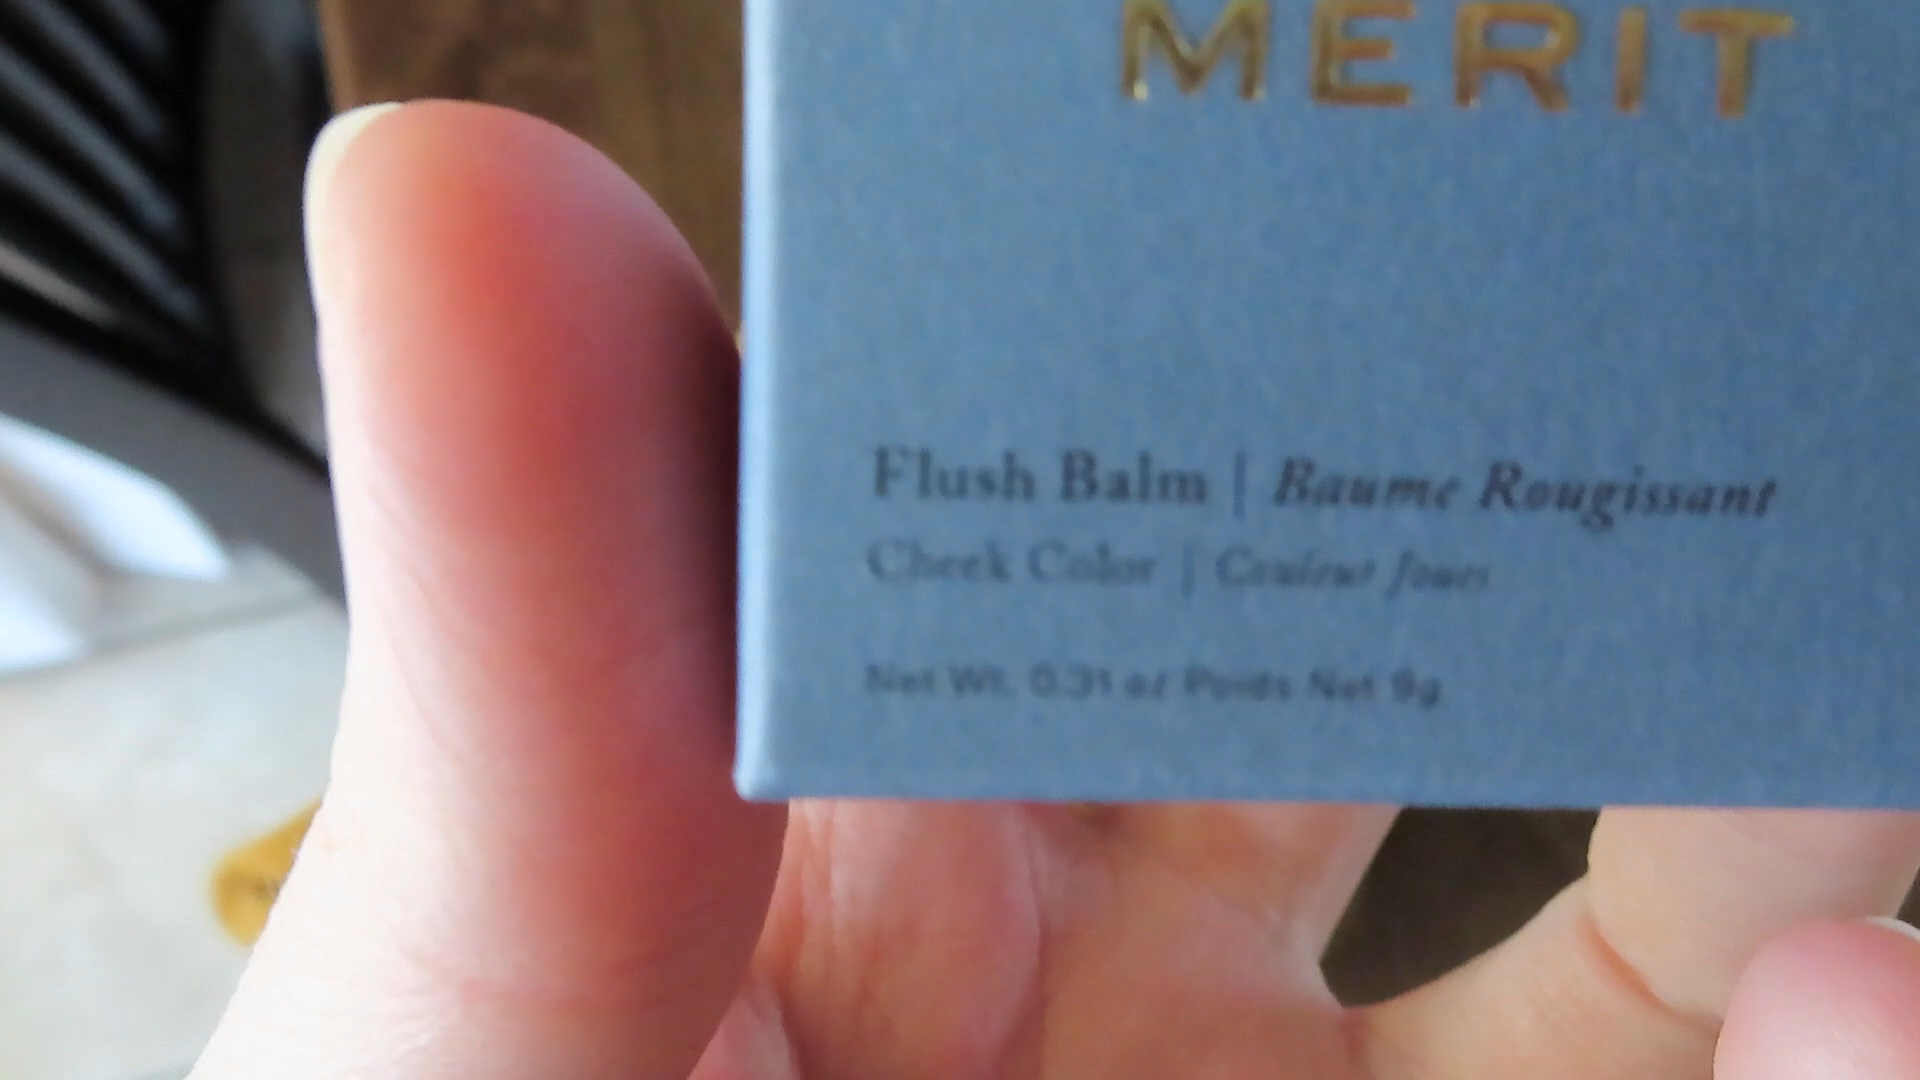 MERIT
Flush Balm | Baume Rougissant
Cheek Color | Couleur Joues
Net Wt. 0.31 oz Poids Net 9g